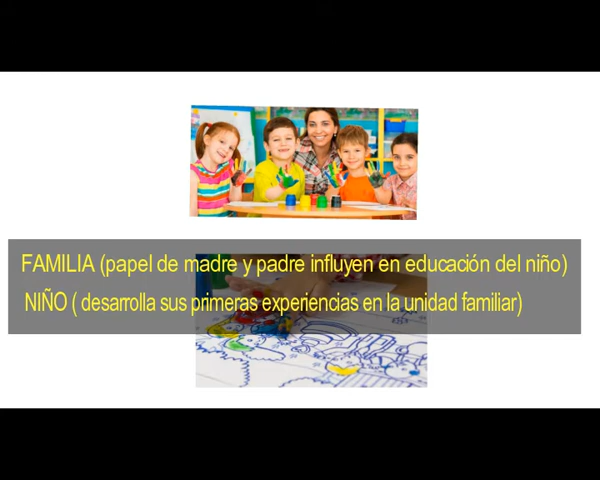 FAMILIA (papel de madre y padre influyen en educación del niño)
NIÑO ( desarrolla sus primeras experiencias en la unidad familiar)